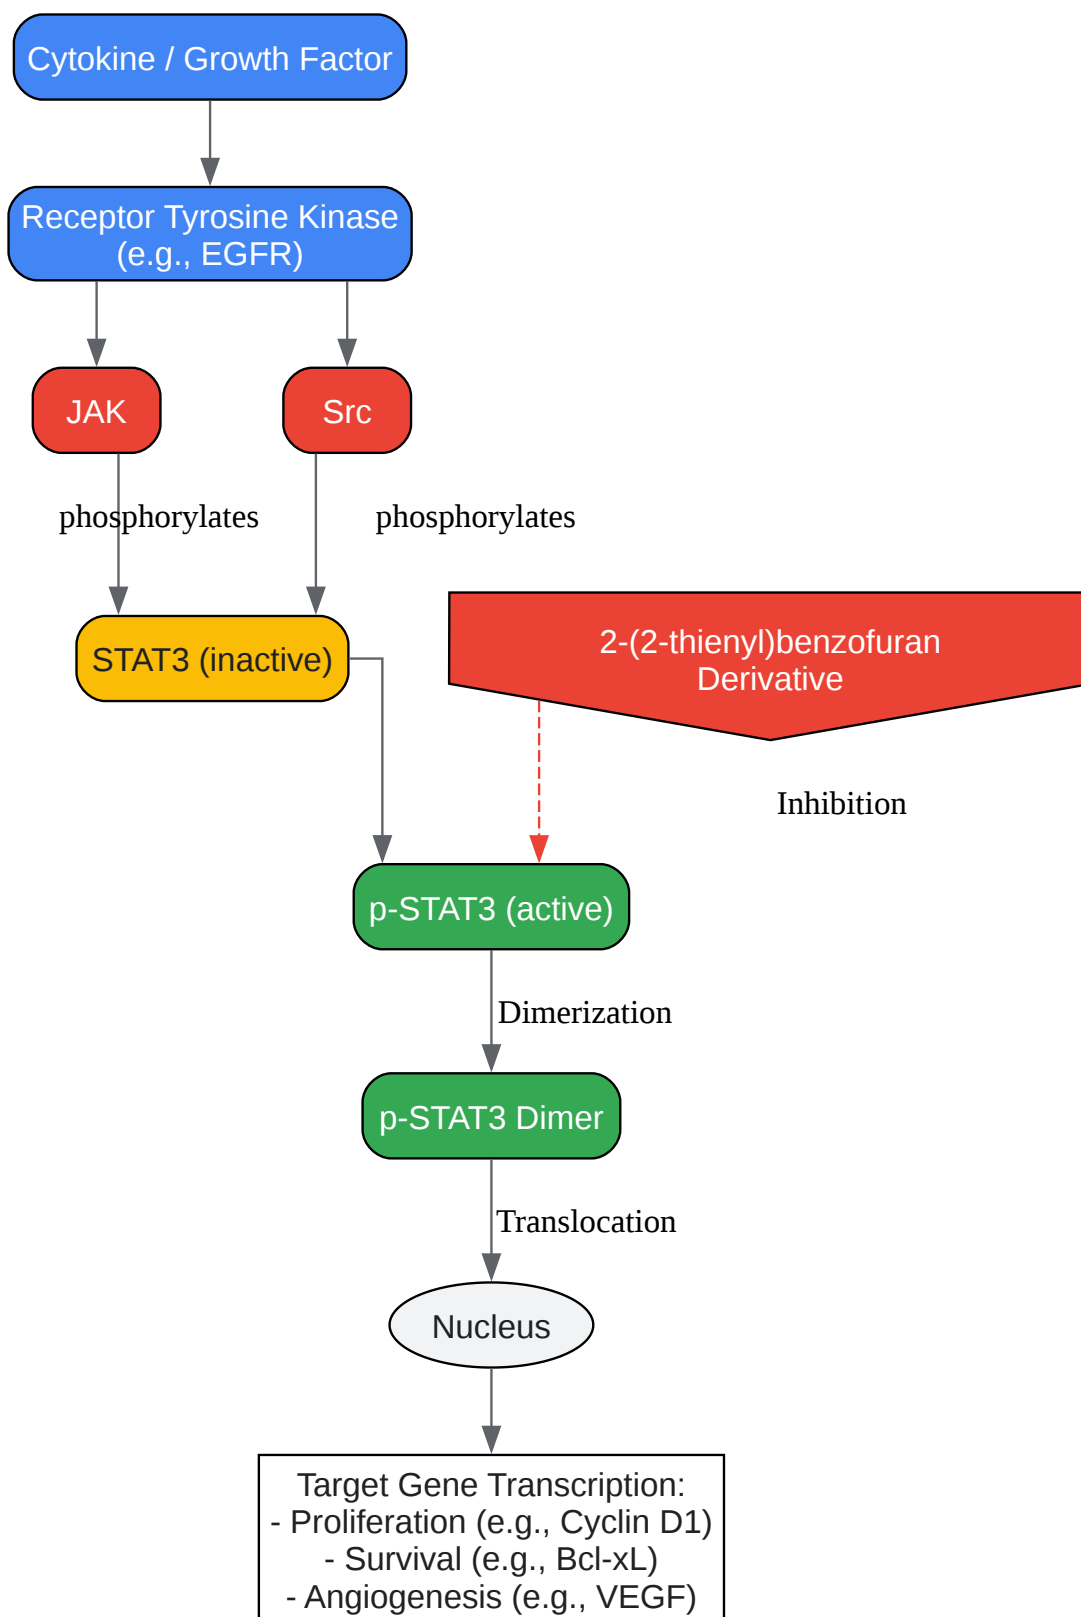 Cytokine / Growth Factor
Receptor Tyrosine Kinase
(e.g., EGFR)
JAK
Src
phosphorylates
phosphorylates
STAT3 (inactive)
2-(2-thienyl)benzofuran
Derivative
Inhibition
p-STAT3 (active)
Dimerization
p-STAT3 Dimer
Translocation
Nucleus
Target Gene Transcription:
- Proliferation (e.g., Cyclin D1)
- Survival (e.g., Bcl-xL)
- Angiogenesis (e.g., VEGF)